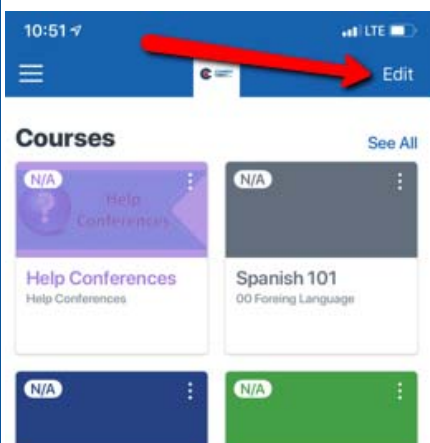 10:51
LTE
Edit
Courses
See All
N/A
Help
Conferences
N/A
Help Conferences
Help Conferences
Spanish 101
00 Foreing Language
N/A
N/A